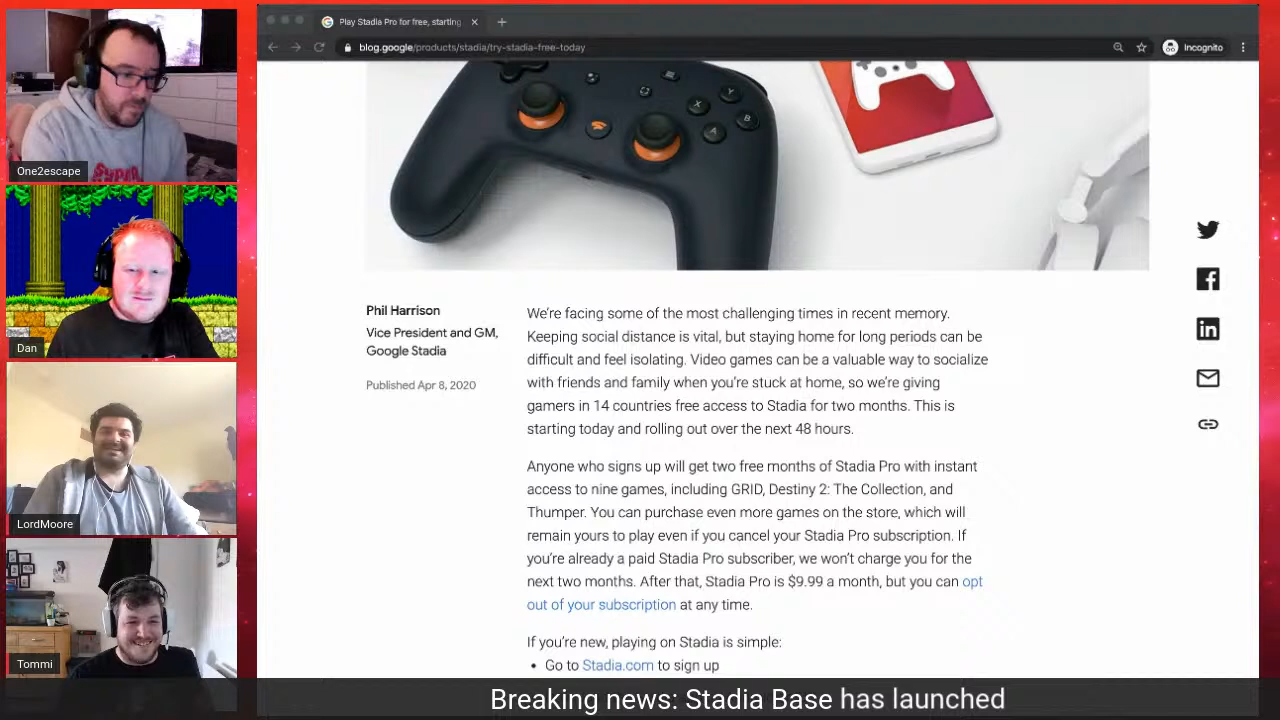 Play Stadia Pro for free, starting
blog.google/products/stadia/try-stadia-free-today
Incognito
One2escape
Dan
LordMoore
Tommi
X
Y
A
B
Phil Harrison
Vice President and GM,
Google Stadia
Published Apr 8, 2020
We're facing some of the most challenging times in recent memory.
Keeping social distance is vital, but staying home for long periods can be
difficult and feel isolating. Video games can be a valuable way to socialize
with friends and family when you're stuck at home, so we're giving
gamers in 14 countries free access to Stadia for two months. This is
starting today and rolling out over the next 48 hours.
Anyone who signs up will get two free months of Stadia Pro with instant
access to nine games, including GRID, Destiny 2: The Collection, and
Thumper. You can purchase even more games on the store, which will
remain yours to play even if you cancel your Stadia Pro subscription. If
you're already a paid Stadia Pro subscriber, we won't charge you for the
next two months. After that, Stadia Pro is $9.99 a month, but you can opt
out of your subscription at any time.
If you're new, playing on Stadia is simple:
• Go to Stadia.com to sign up
Breaking news: Stadia Base has launched